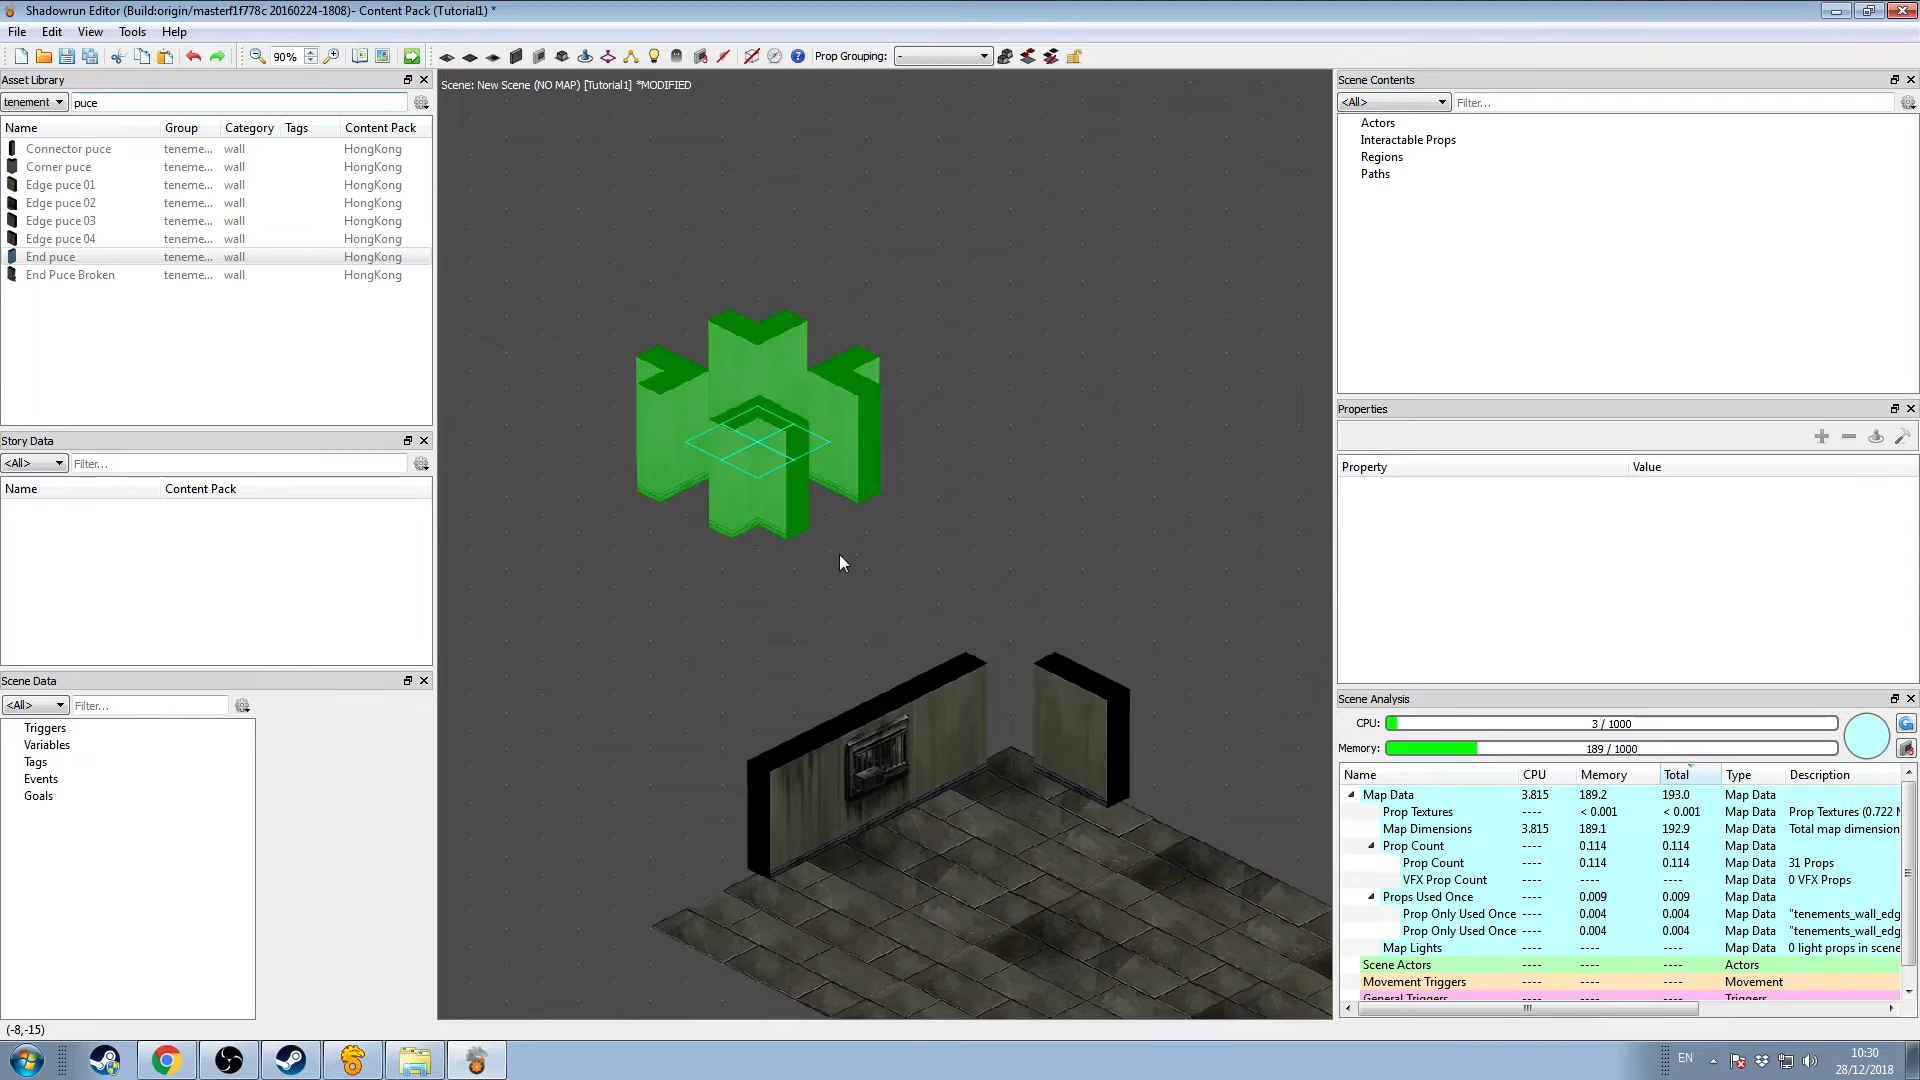 Shadowrun Editor (Build:origin/masterf1f778c 20160224-1808)- Content Pack (Tutorial1) *
File Edit View Tools Help
90% Prop Grouping: -
Asset Library
tenement puce
Name Group Category Tags Content Pack
Connector puce teneme... wall HongKong
Corner puce teneme... wall HongKong
Edge puce 01 teneme... wall HongKong
Edge puce 02 teneme... wall HongKong
Edge puce 03 teneme... wall HongKong
Edge puce 04 teneme... wall HongKong
End puce teneme... wall HongKong
End Puce Broken teneme... wall HongKong
Story Data
<All> Filter...
Name Content Pack
Scene Data
<All> Filter...
Triggers
Variables
Tags
Events
Goals
(-8,-15)
Scene: New Scene (NO MAP) [Tutorial1] *MODIFIED
Scene Contents
<All> Filter...
Actors
Interactable Props
Regions
Paths
Properties
Property Value
Scene Analysis
CPU: 3 / 1000
Memory: 189 / 1000
Name CPU Memory Total Type Description
Map Data 3.815 189.2 193.0 Map Data
Prop Textures ---- < 0.001 < 0.001 Map Data Prop Textures (0.722 M
Map Dimensions 3.815 189.1 192.9 Map Data Total map dimension
Prop Count ---- 0.114 0.114 Map Data
Prop Count ---- 0.114 0.114 Map Data 31 Props
VFX Prop Count ---- ---- ---- Map Data 0 VFX Props
Props Used Once ---- 0.009 0.009 Map Data
Prop Only Used Once ---- 0.004 0.004 Map Data "tenements_wall_edg
Prop Only Used Once ---- 0.004 0.004 Map Data "tenements_wall_edg
Map Lights ---- ---- ---- Map Data 0 light props in scene
Scene Actors ---- ---- ---- Actors
Movement Triggers ---- ---- ---- Movement
General Triggers ---- ---- ---- Triggers
EN
10:30
28/12/2018